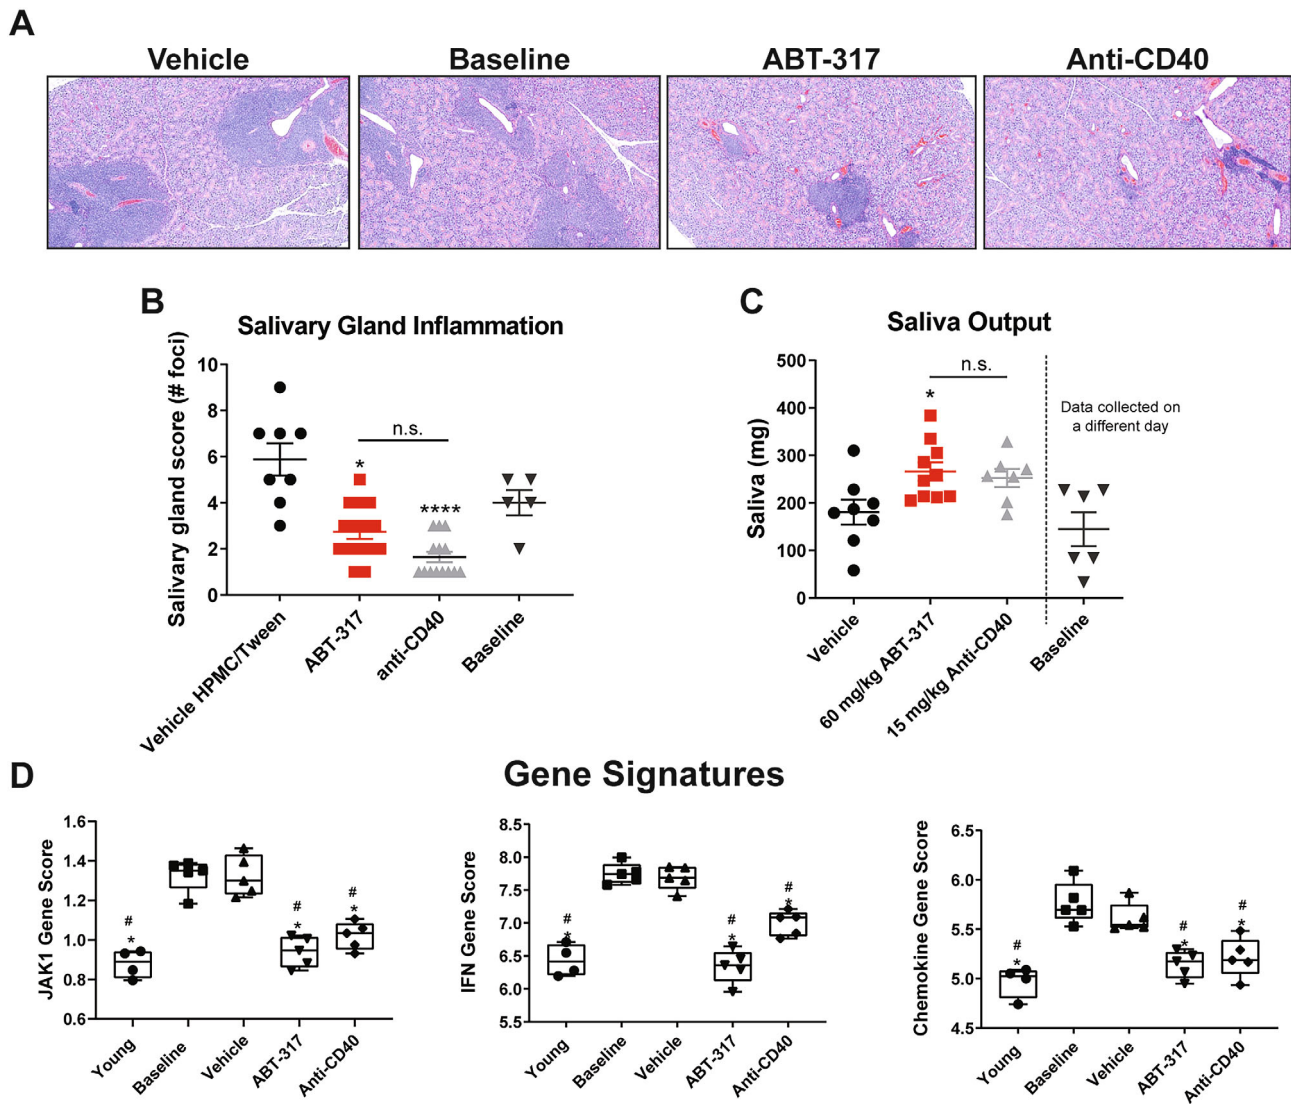 A
Vehicle
Baseline
ABT-317
Anti-CD40
B
Salivary Gland Inflammation
Salivary gland score (# foci)
10
8
6
4
2
0
n.s.
*
****
Vehicle HPMC/Tween
ABT-317
anti-CD40
Baseline
C
Saliva Output
Saliva (mg)
500
400
300
200
100
0
n.s.
*
Data collected on
a different day
Vehicle
60 mg/kg ABT-317
15 mg/kg Anti-CD40
Baseline
D
Gene Signatures
JAK1 Gene Score
1.6
1.4
1.2
1.0
0.8
0.6
#
*
#
*
#
*
Young
Baseline
Vehicle
ABT-317
Anti-CD40
IFN Gene Score
8.5
8.0
7.5
7.0
6.5
6.0
5.5
#
*
#
*
#
*
Young
Baseline
Vehicle
ABT-317
Anti-CD40
Chemokine Gene Score
6.5
6.0
5.5
5.0
4.5
#
*
#
*
#
*
Young
Baseline
Vehicle
ABT-317
Anti-CD40